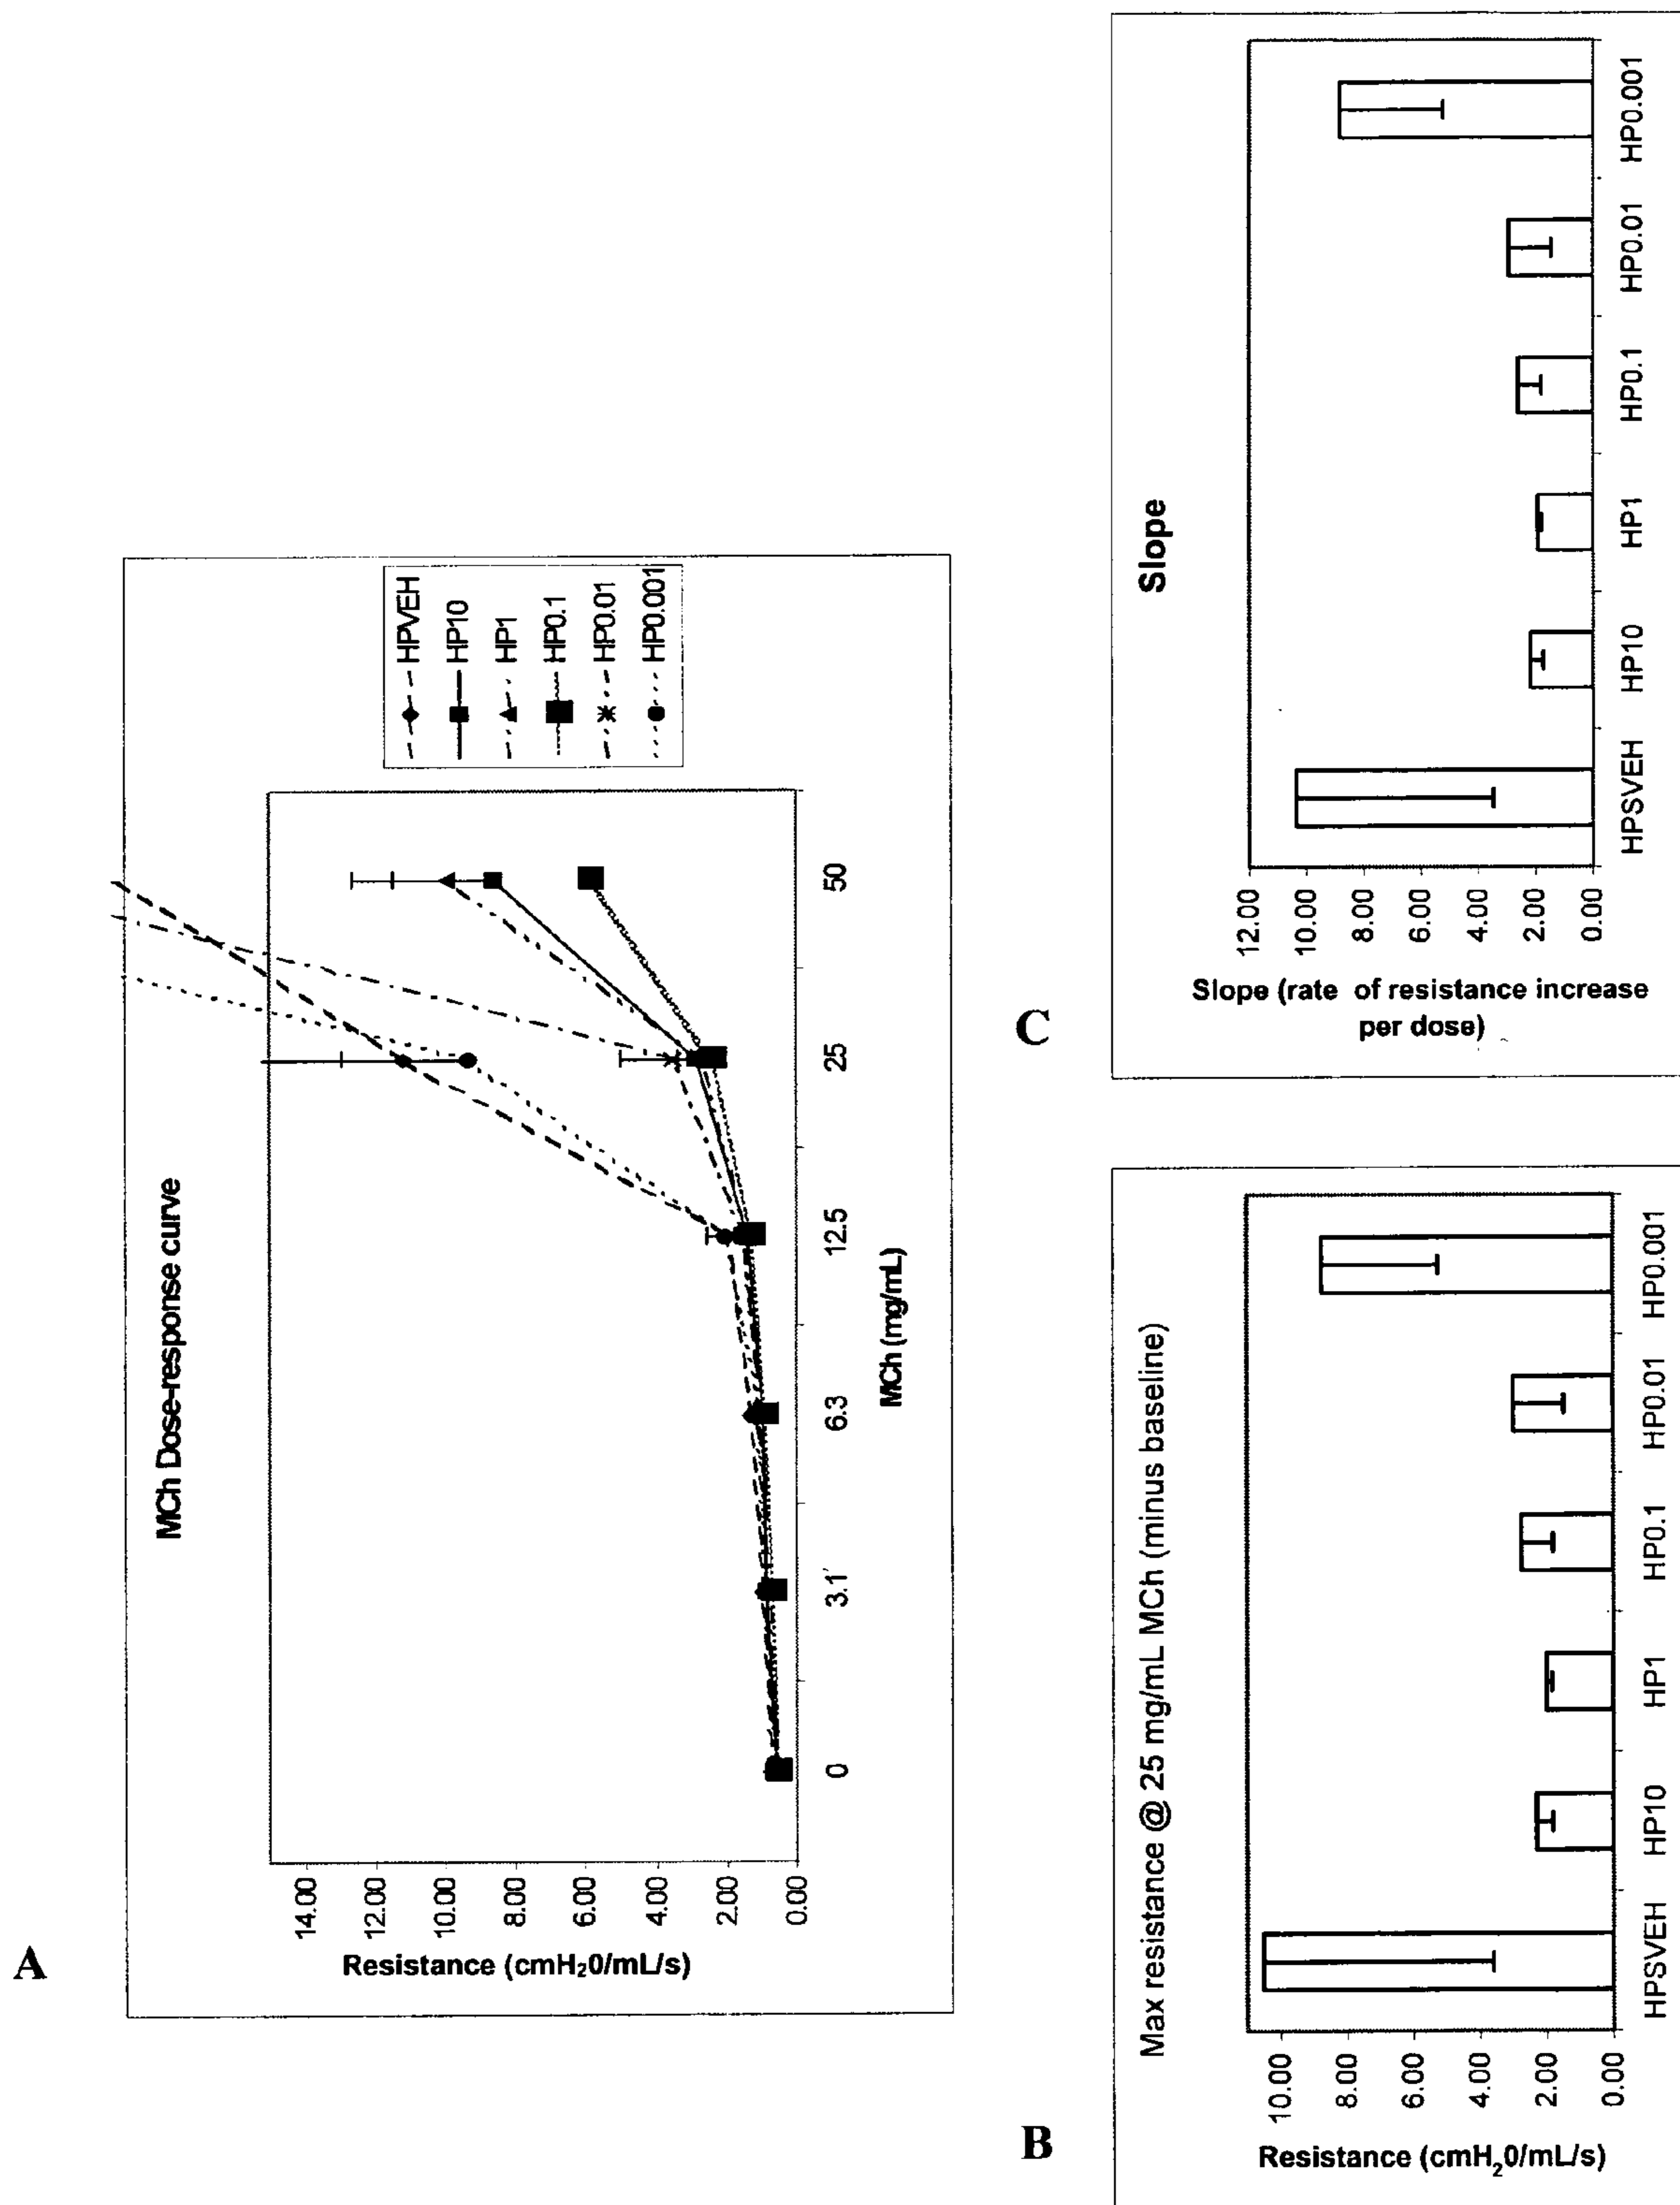 A
MCh Dose-response curve
Resistance (cmH₂0/mL/s)
14.00
12.00
10.00
8.00
6.00
4.00
2.00
0.00
0
3.1
6.3
12.5
25
50
MCh (mg/mL)
HPVEH
HP10
HP1
HP0.1
HP0.01
HP0.001
B
Max resistance @ 25 mg/mL MCh (minus baseline)
Resistance (cmH₂0/mL/s)
10.00
8.00
6.00
4.00
2.00
0.00
HPSVEH
HP10
HP1
HP0.1
HP0.01
HP0.001
C
Slope
Slope (rate of resistance increase
per dose)
12.00
10.00
8.00
6.00
4.00
2.00
0.00
HPSVEH
HP10
HP1
HP0.1
HP0.01
HP0.001